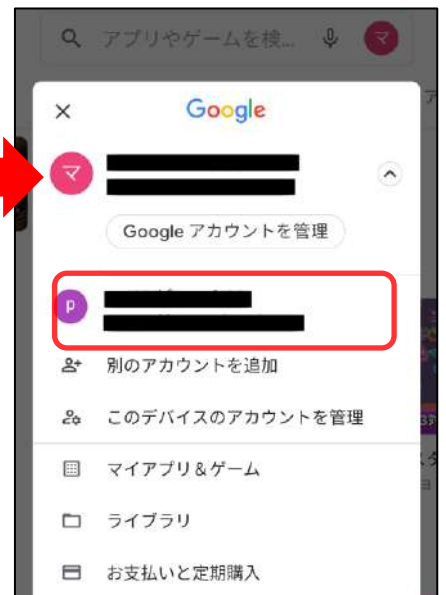 アプリやゲームを検... マ
Google
マ
Google アカウントを管理
p
別のアカウントを追加
このデバイスのアカウントを管理
マイアプリ＆ゲーム
ライブラリ
お支払いと定期購入